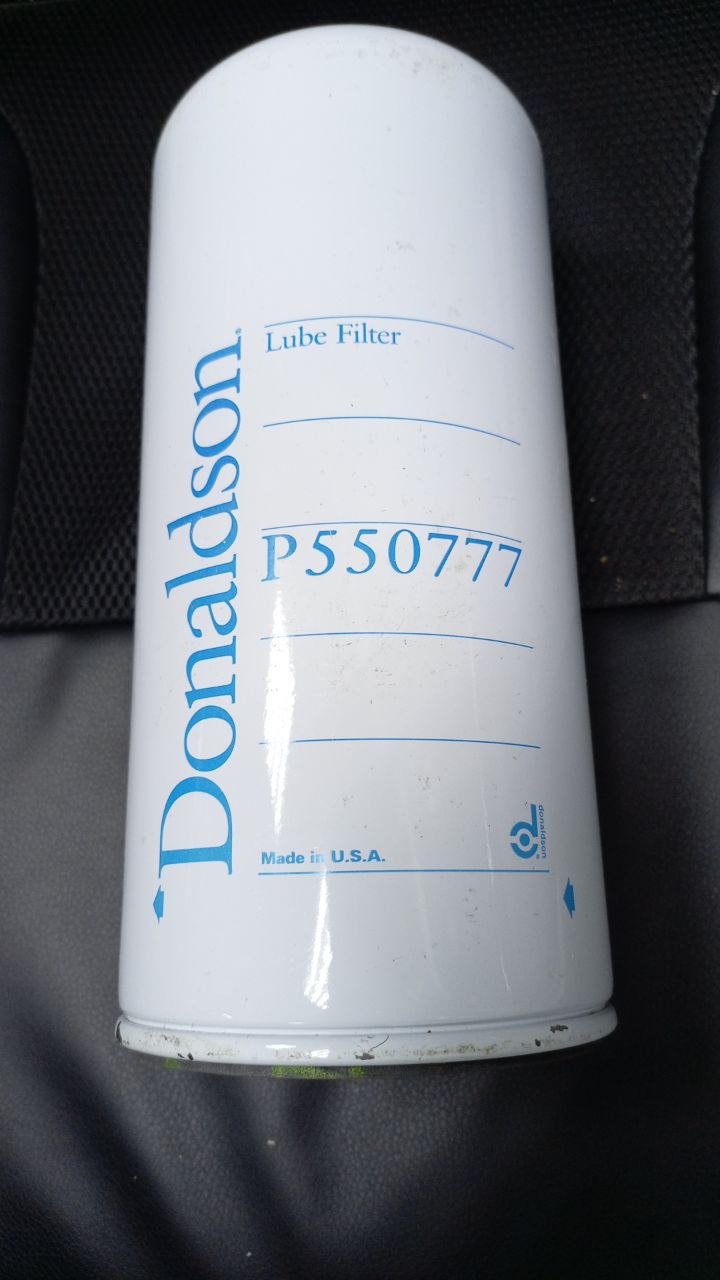 Donaldson®
Lube Filter
P550777
Made in U.S.A.
donaldson®